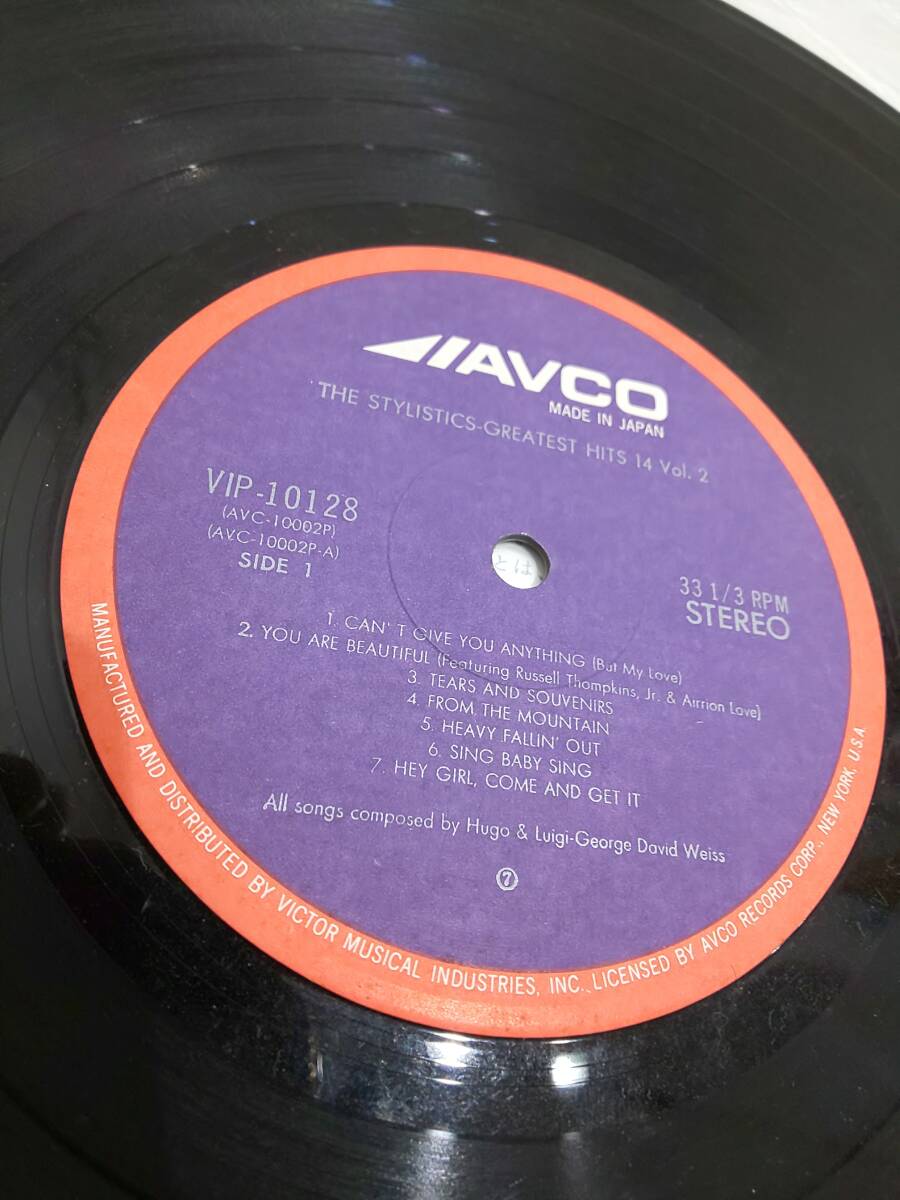 AVCO
MADE IN JAPAN
THE STYLISTICS-GREATEST HITS 14 Vol. 2
VIP-10128
(AVC-10002P)
(AVC-10002P-A)
SIDE 1
33 1/3 RPM
STEREO
とは
1. CAN'T GIVE YOU ANYTHING (But My Love)
2. YOU ARE BEAUTIFUL (Featuring Russell Thompkins, Jr. & Airrion Love)
3. TEARS AND SOUVENIRS
4. FROM THE MOUNTAIN
5. HEAVY FALLIN' OUT
6. SING BABY SING
7. HEY GIRL, COME AND GET IT
All songs composed by Hugo & Luigi-George David Weiss
⑦
MANUFACTURED AND DISTRIBUTED BY VICTOR MUSICAL INDUSTRIES, INC. LICENSED BY AVCO RECORDS CORP., NEW YORK, U.S.A.